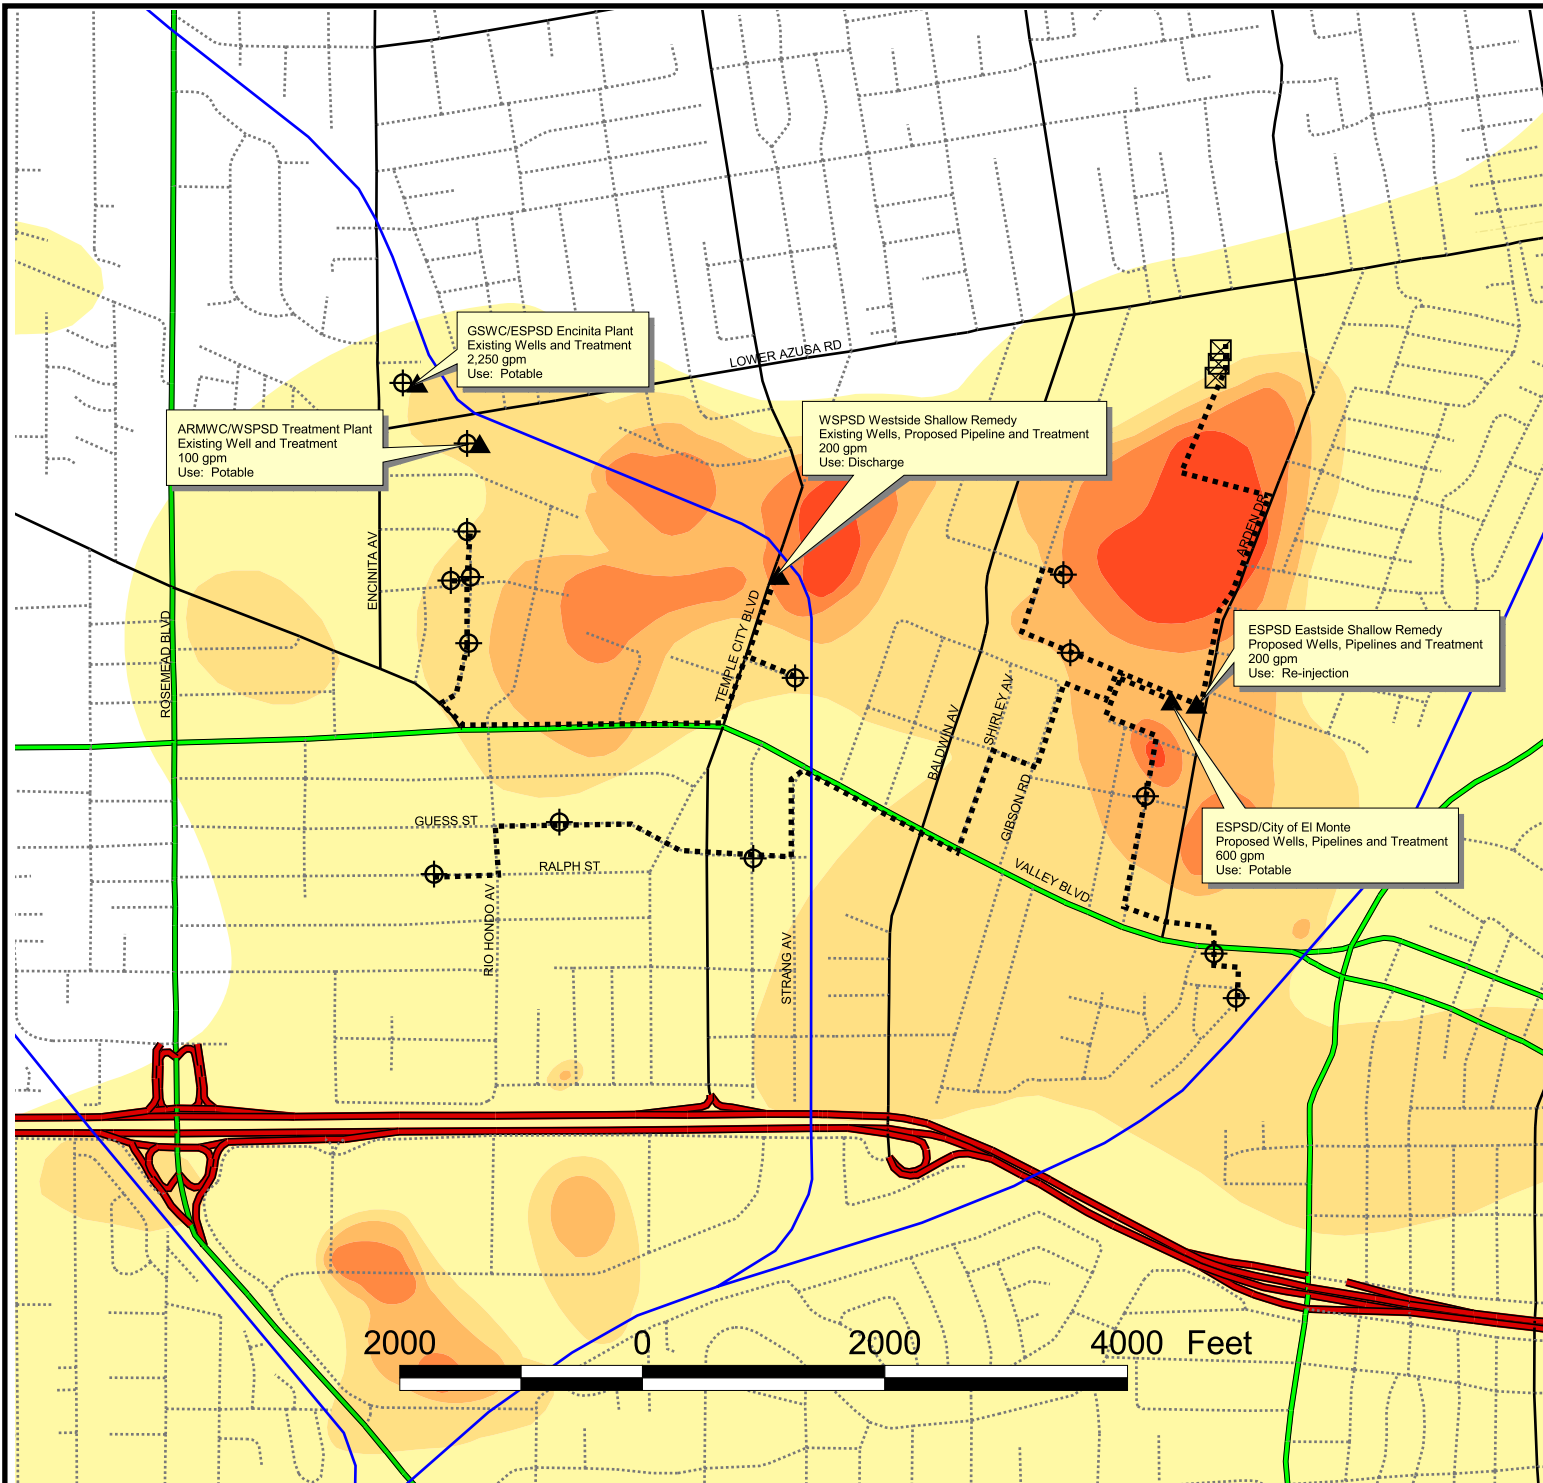 GSWC/ESPSD Encinita Plant
Existing Wells and Treatment
2,250 gpm
Use: Potable
LOWER AZUSA RD
ARMWC/WSPSD Treatment Plant
Existing Well and Treatment
100 gpm
Use: Potable
WSPSD Westside Shallow Remedy
Existing Wells, Proposed Pipeline and Treatment
200 gpm
Use: Discharge
ARDEN DR
ENCINITA AV
ROSEMEAD BLVD
TEMPLE CITY BLVD
ESPSD Eastside Shallow Remedy
Proposed Wells, Pipelines and Treatment
200 gpm
Use: Re-injection
BALDWIN AV
SHIRLEY AV
GIBSON RD
ESPSD/City of El Monte
Proposed Wells, Pipelines and Treatment
600 gpm
Use: Potable
GUESS ST
RALPH ST
VALLEY BLVD
RIO HONDO AV
STRANG AV
2000 0 2000 4000 Feet